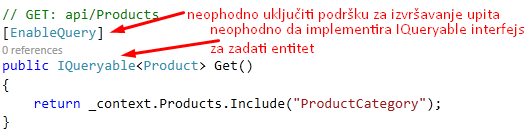 // GET: api/Products
neophodno uključiti podršku za izvršavanje upita
[EnableQuery]
neophodno da implementira IQueryable interfejs
0 references
za zadati entitet
public IQueryable<Product> Get()
{
return _context.Products.Include("ProductCategory");
}